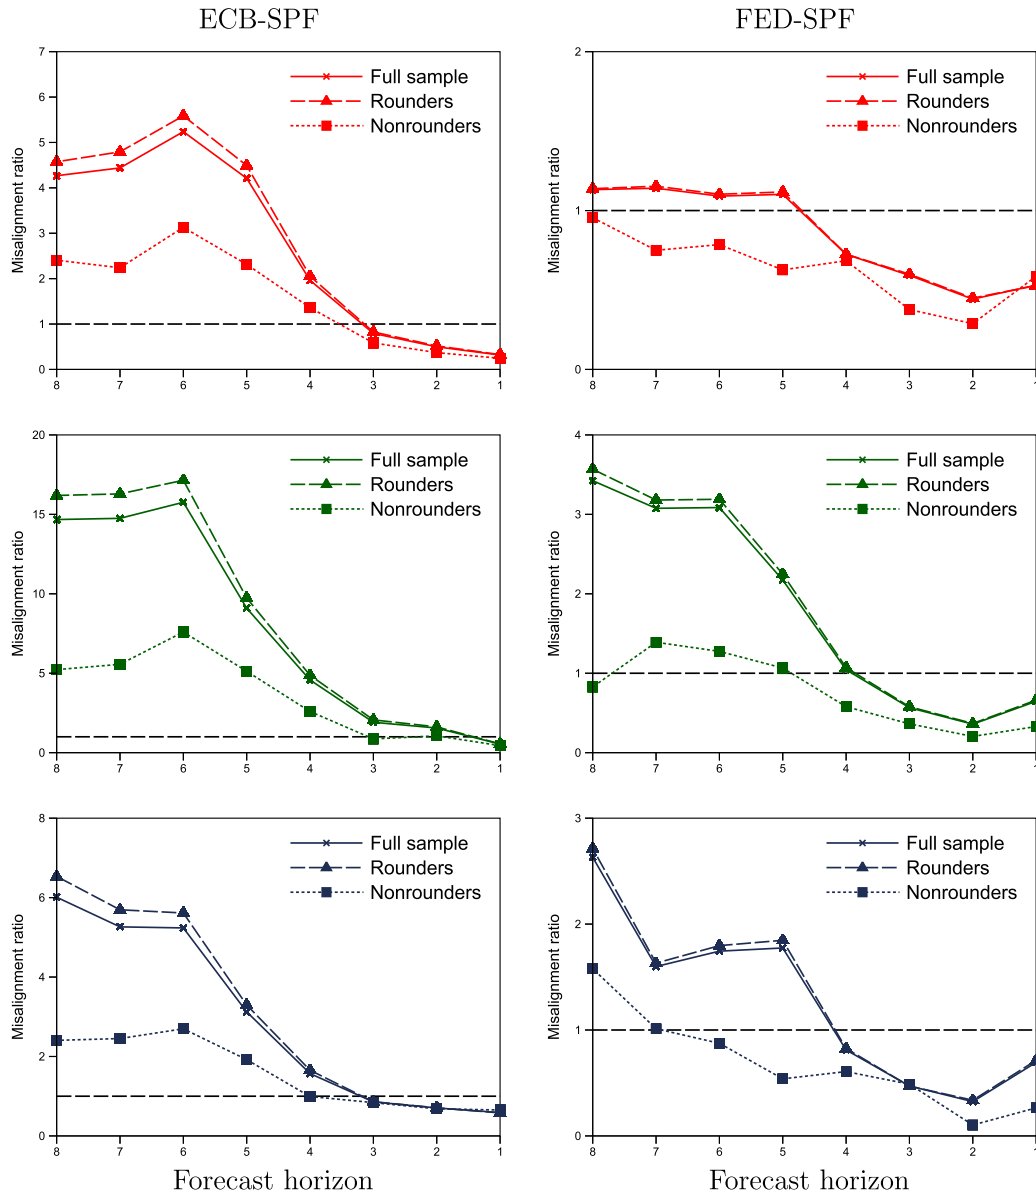 ECB-SPF
FED-SPF
7
6
5
4
3
2
1
0
Misalignment ratio
Full sample
Rounders
Nonrounders
8 7 6 5 4 3 2 1
2
1
0
Misalignment ratio
Full sample
Rounders
Nonrounders
8 7 6 5 4 3 2 1
20
15
10
5
0
Misalignment ratio
Full sample
Rounders
Nonrounders
8 7 6 5 4 3 2 1
4
3
2
1
0
Misalignment ratio
Full sample
Rounders
Nonrounders
8 7 6 5 4 3 2 1
8
6
4
2
0
Misalignment ratio
Full sample
Rounders
Nonrounders
8 7 6 5 4 3 2 1
Forecast horizon
3
2
1
0
Misalignment ratio
Full sample
Rounders
Nonrounders
8 7 6 5 4 3 2 1
Forecast horizon